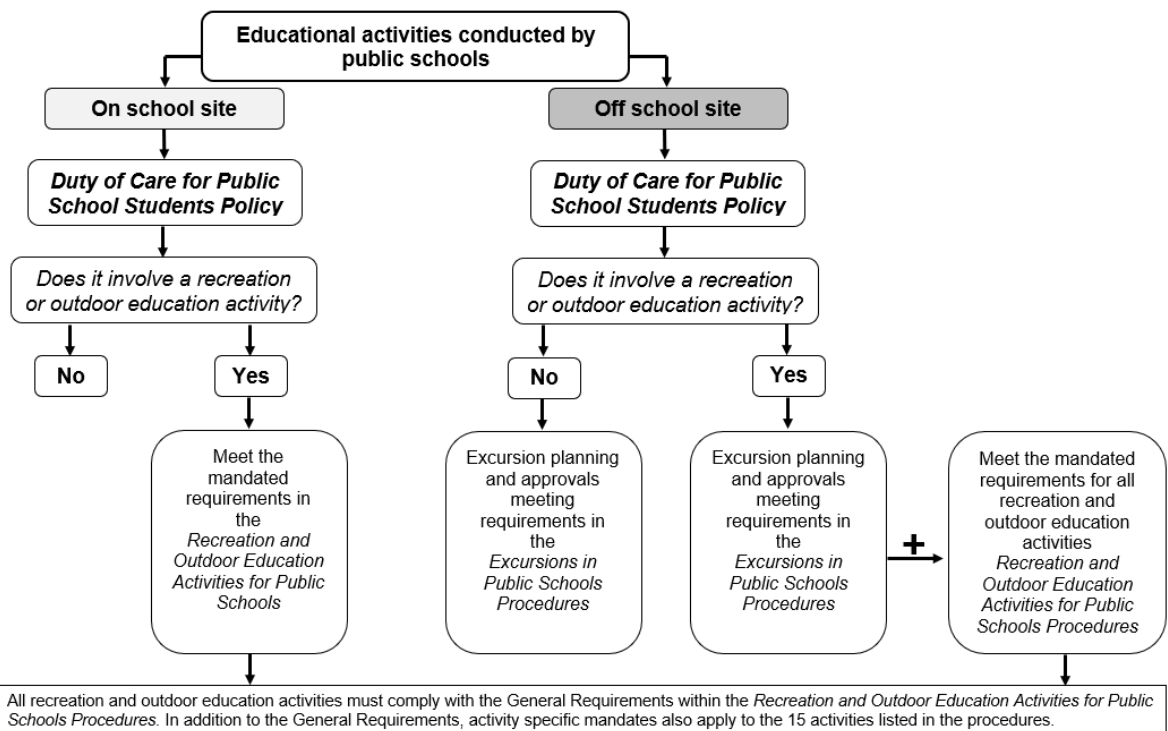 Educational activities conducted by
public schools
On school site
Off school site
Duty of Care for Public
School Students Policy
Duty of Care for Public
School Students Policy
Does it involve a recreation
or outdoor education activity?
Does it involve a recreation
or outdoor education activity?
No
Yes
No
Yes
Meet the
mandated
requirements in
the
Recreation and
Outdoor Education
Activities for Public
Schools
Excursion planning
and approvals
meeting
requirements in
the
Excursions in
Public Schools
Procedures
Excursion planning
and approvals
meeting
requirements in
the
Excursions in
Public Schools
Procedures
+
Meet the mandated
requirements for all
recreation and
outdoor education
activities
Recreation and
Outdoor Education
Activities for Public
Schools Procedures
All recreation and outdoor education activities must comply with the General Requirements within the Recreation and Outdoor Education Activities for Public
Schools Procedures. In addition to the General Requirements, activity specific mandates also apply to the 15 activities listed in the procedures.